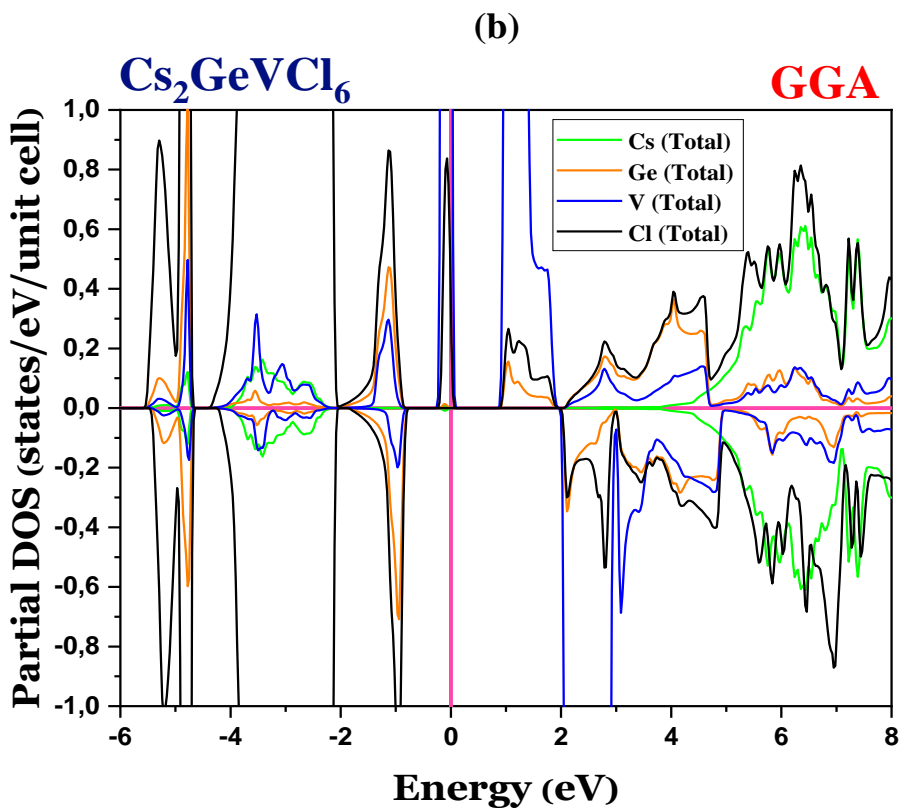 (b)
Cs₂GeVCl₆ GGA
Partial DOS (states/eV/unit cell)
1,0
0,8
0,6
0,4
0,2
0,0
-0,2
-0,4
-0,6
-0,8
-1,0
Cs (Total)
Ge (Total)
V (Total)
Cl (Total)
-6 -4 -2 0 2 4 6 8
Energy (eV)